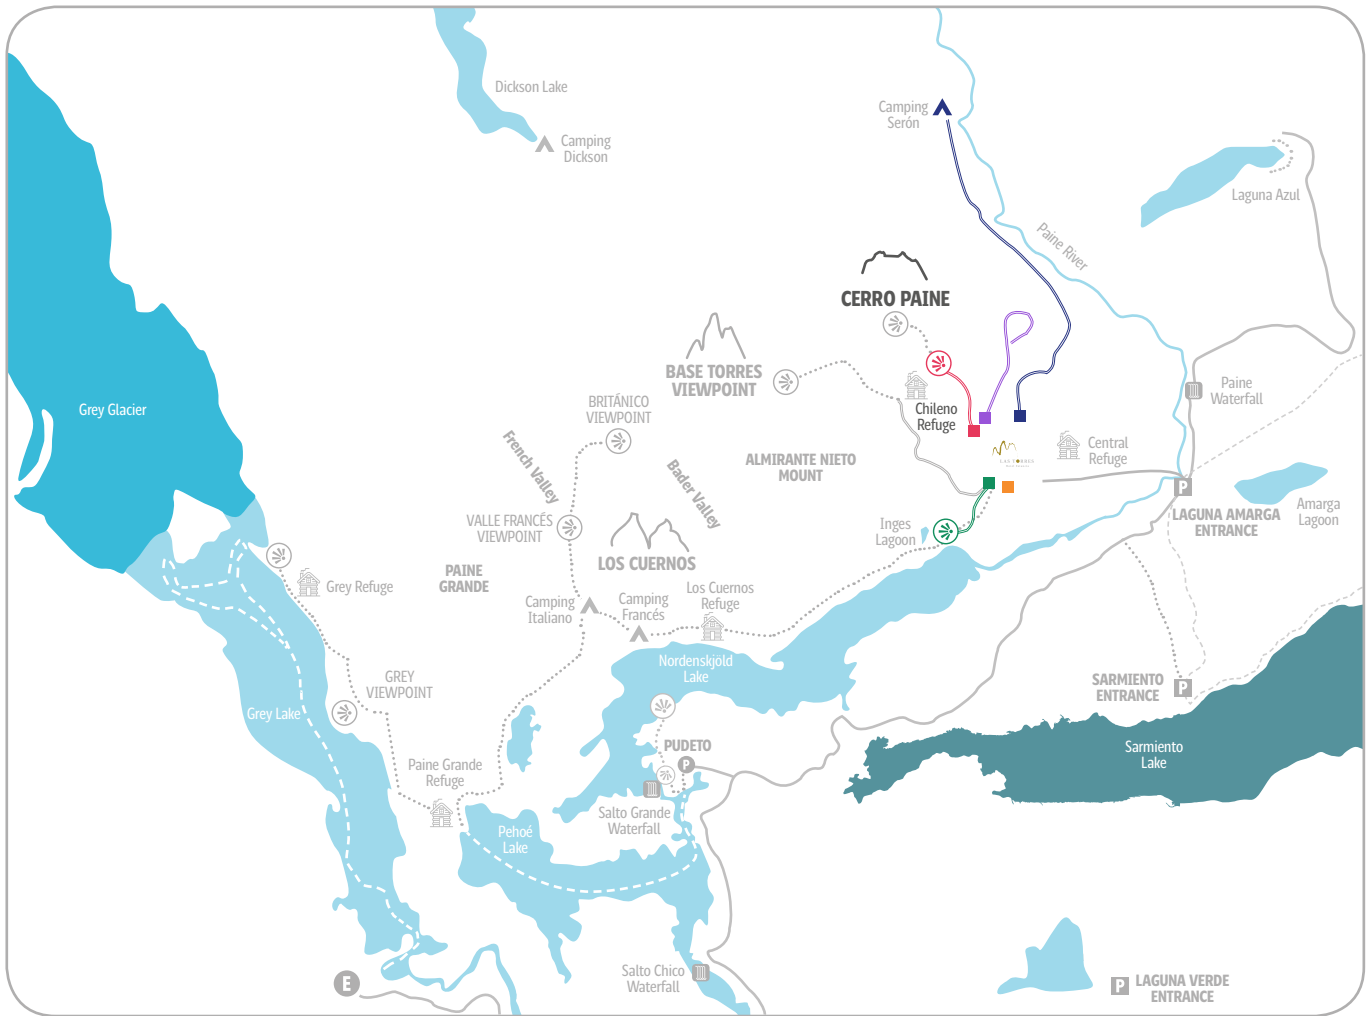 Dickson Lake
Camping
Dickson
Camping
Serón
Laguna Azul
Paine River
CERRO PAINE
BASE TORRES
VIEWPOINT
Grey Glacier
BRITÁNICO
VIEWPOINT
Chileno
Refuge
Paine
Waterfall
French Valley
Bader Valley
ALMIRANTE NIETO
MOUNT
LAS TORRES
Central
Refuge
P
LAGUNA AMARGA
ENTRANCE
Amarga
Lagoon
VALLE FRANCÉS
VIEWPOINT
Inges
Lagoon
LOS CUERNOS
PAINE
GRANDE
Grey Refuge
Camping
Italiano
Camping
Francés
Los Cuernos
Refuge
Nordenskjöld
Lake
GREY
VIEWPOINT
SARMIENTO
ENTRANCE
P
Grey Lake
PUDETO
P
Sarmiento
Lake
Paine Grande
Refuge
Salto Grande
Waterfall
Pehoé
Lake
Salto Chico
Waterfall
E
P
LAGUNA VERDE
ENTRANCE